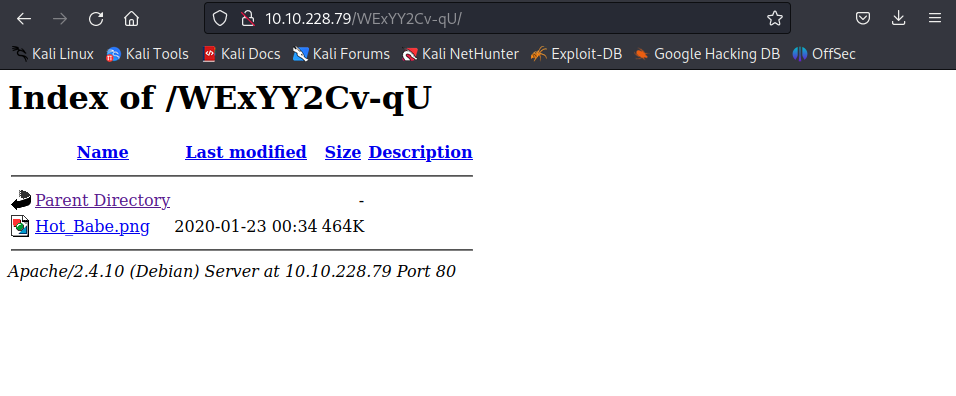 10.10.228.79/WExYY2Cv-qU/
Kali Linux Kali Tools Kali Docs Kali Forums Kali NetHunter Exploit-DB Google Hacking DB OffSec
Index of /WExYY2Cv-qU
Name Last modified Size Description
Parent Directory -
Hot_Babe.png 2020-01-23 00:34 464K
Apache/2.4.10 (Debian) Server at 10.10.228.79 Port 80